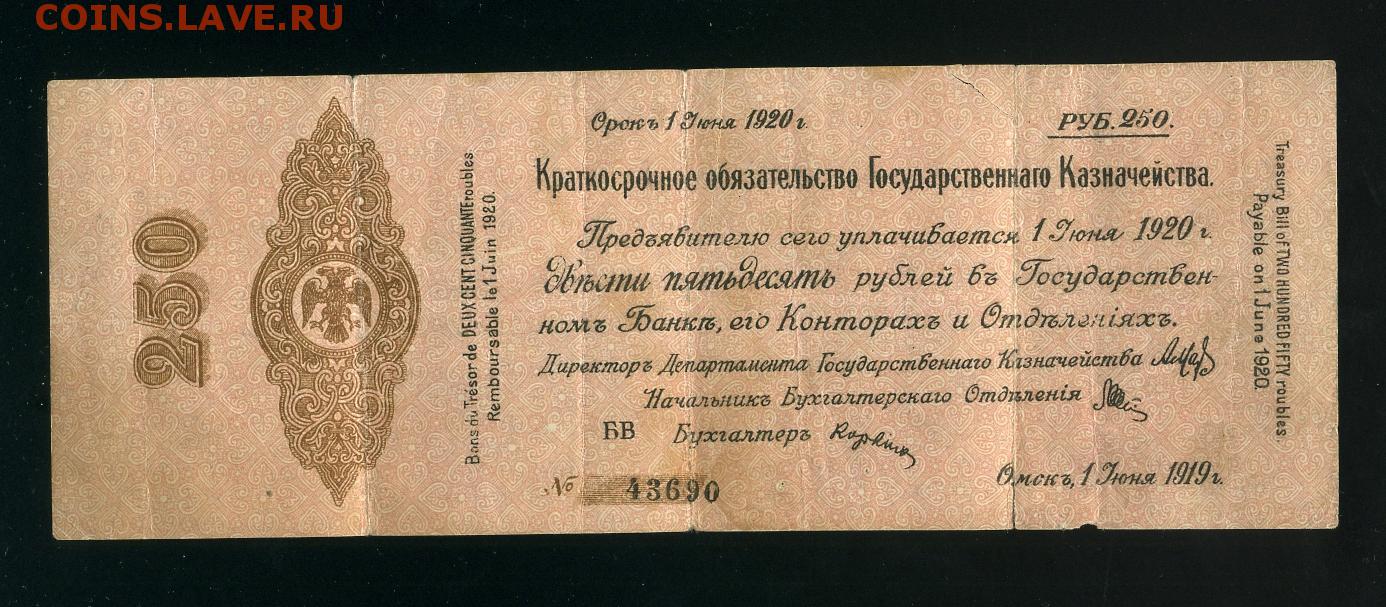 COINS.LAVE.RU
250
Bons du Trésor de DEUX CENT CINQUANTE roubles.
Remboursable le 1 Juin 1920.
Срокъ 1 Іюня 1920 г.
РУБ. 250.
Краткосрочное обязательство Государственнаго Казначейства.
Предъявителю сего уплачивается 1 Іюня 1920 г.
двѣсти пятьдесятъ рублей въ Государствен-
номъ Банкѣ, его Конторахъ и Отдѣленіяхъ.
Директоръ Департамента Государственнаго Казначейства
Начальникъ Бухгалтерскаго Отдѣленія
БВ Бухгалтеръ
№ 43690
Омскъ, 1 Іюня 1919 г.
Treasury Bill of TWO HUNDRED FIFTY roubles.
Payable on 1 June 1920.